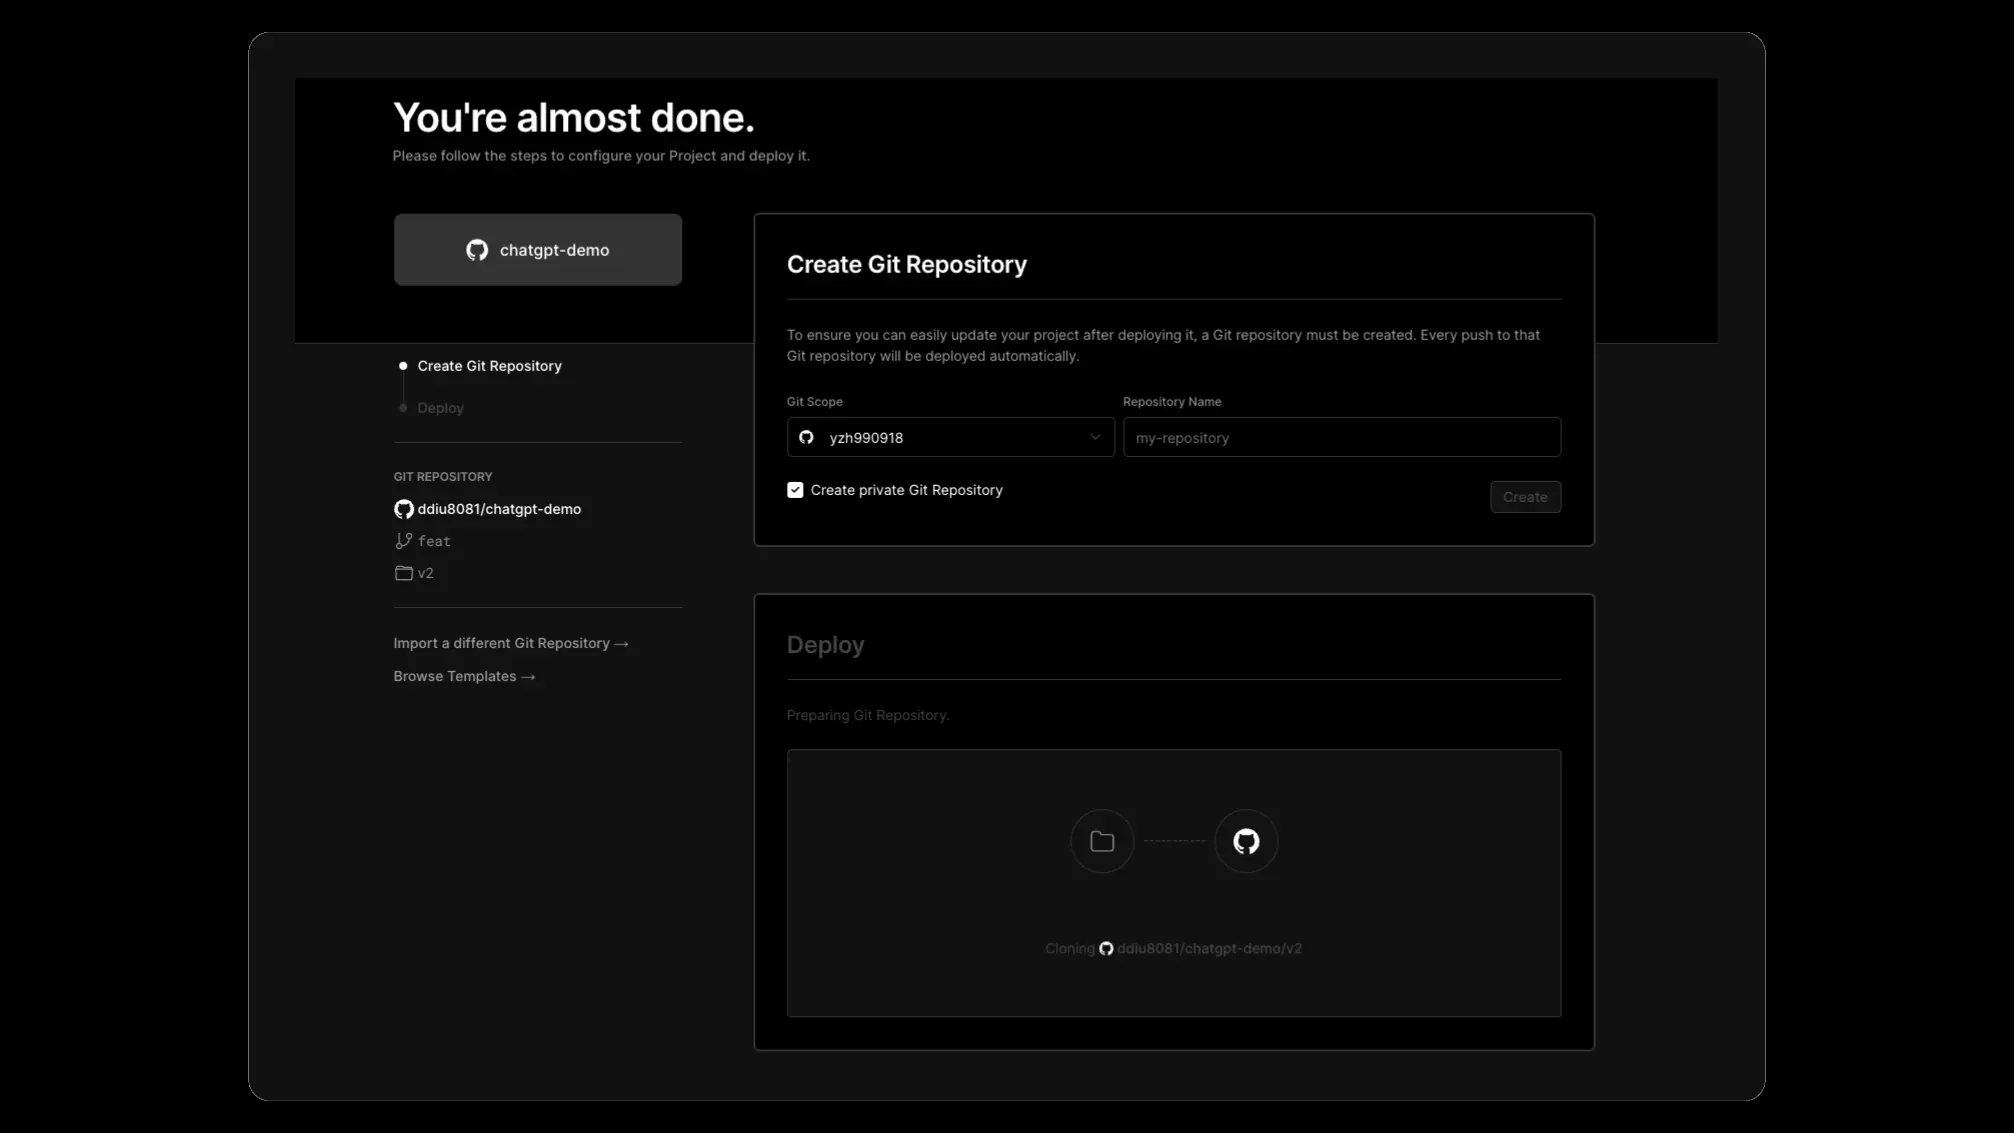 You're almost done.
Please follow the steps to configure your Project and deploy it.
chatgpt-demo
Create Git Repository
Deploy
GIT REPOSITORY
ddiu8081/chatgpt-demo
feat
v2
Import a different Git Repository →
Browse Templates →
Create Git Repository
To ensure you can easily update your project after deploying it, a Git repository must be created. Every push to that
Git repository will be deployed automatically.
Git Scope
Repository Name
yzh990918
my-repository
Create private Git Repository
Create
Deploy
Preparing Git Repository.
Cloning ddiu8081/chatgpt-demo/v2